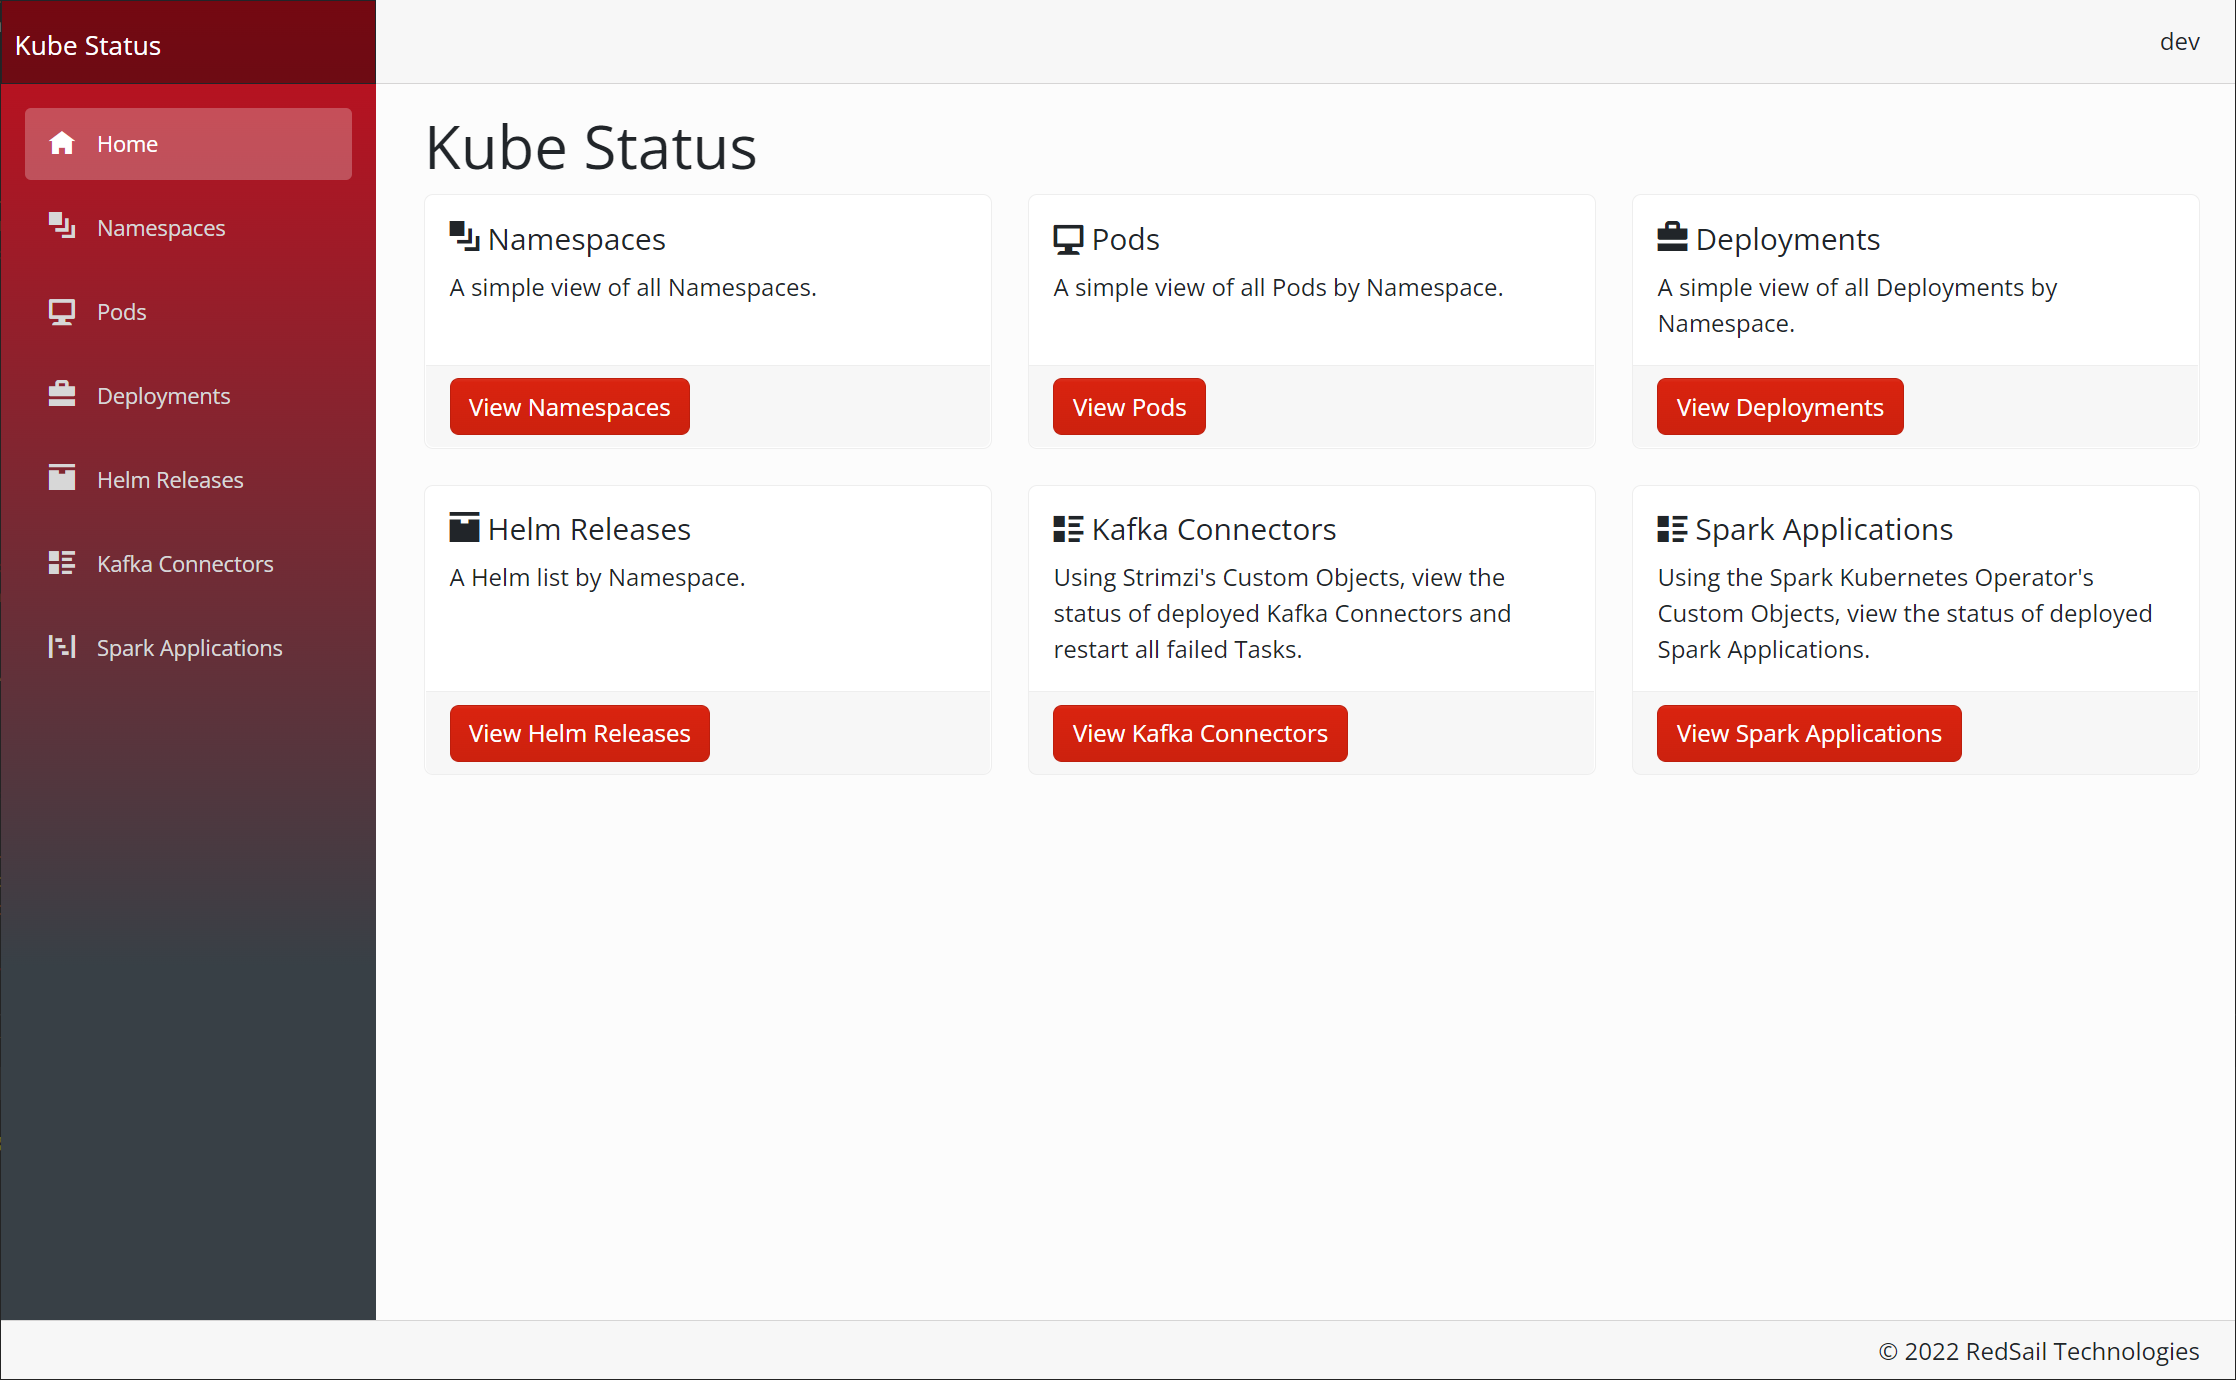 Kube Status
dev
Home
Namespaces
Pods
Deployments
Helm Releases
Kafka Connectors
Spark Applications
Kube Status
Namespaces
A simple view of all Namespaces.
View Namespaces
Pods
A simple view of all Pods by Namespace.
View Pods
Deployments
A simple view of all Deployments by
Namespace.
View Deployments
Helm Releases
A Helm list by Namespace.
View Helm Releases
Kafka Connectors
Using Strimzi's Custom Objects, view the
status of deployed Kafka Connectors and
restart all failed Tasks.
View Kafka Connectors
Spark Applications
Using the Spark Kubernetes Operator's
Custom Objects, view the status of deployed
Spark Applications.
View Spark Applications
© 2022 RedSail Technologies